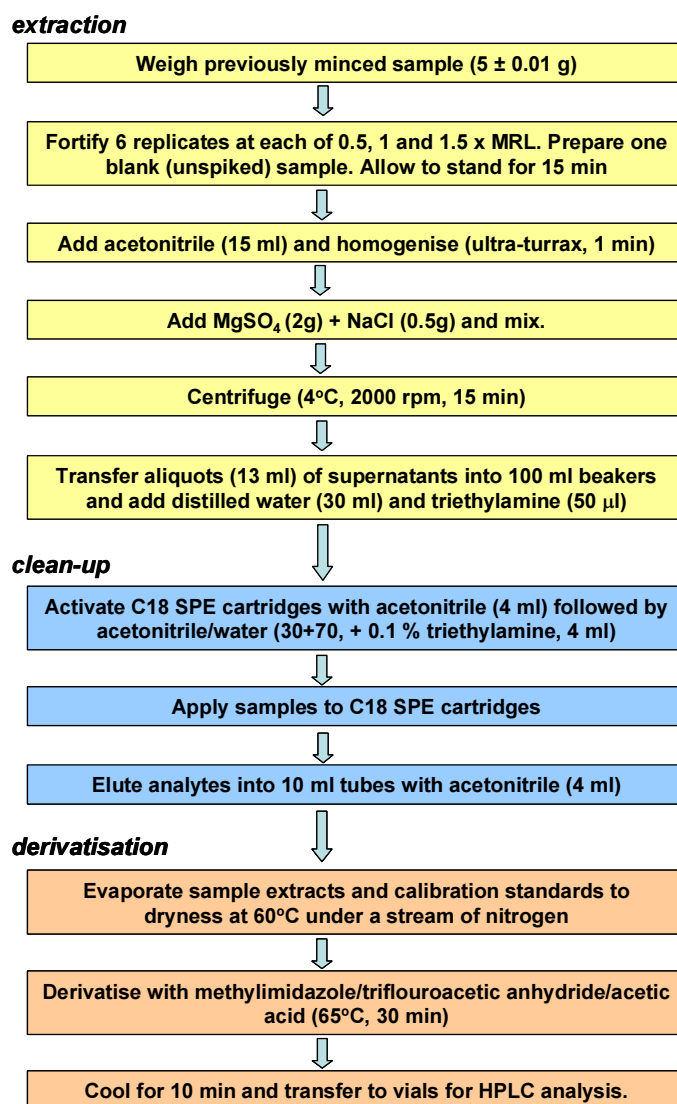 extraction
Weigh previously minced sample (5 ± 0.01 g)
Fortify 6 replicates at each of 0.5, 1 and 1.5 x MRL. Prepare one
blank (unspiked) sample. Allow to stand for 15 min
Add acetonitrile (15 ml) and homogenise (ultra-turrax, 1 min)
Add MgSO₄ (2g) + NaCl (0.5g) and mix.
Centrifuge (4ºC, 2000 rpm, 15 min)
Transfer aliquots (13 ml) of supernatants into 100 ml beakers
and add distilled water (30 ml) and triethylamine (50 μl)
clean-up
Activate C18 SPE cartridges with acetonitrile (4 ml) followed by
acetonitrile/water (30+70, + 0.1 % triethylamine, 4 ml)
Apply samples to C18 SPE cartridges
Elute analytes into 10 ml tubes with acetonitrile (4 ml)
derivatisation
Evaporate sample extracts and calibration standards to
dryness at 60ºC under a stream of nitrogen
Derivatise with methylimidazole/triflouroacetic anhydride/acetic
acid (65ºC, 30 min)
Cool for 10 min and transfer to vials for HPLC analysis.